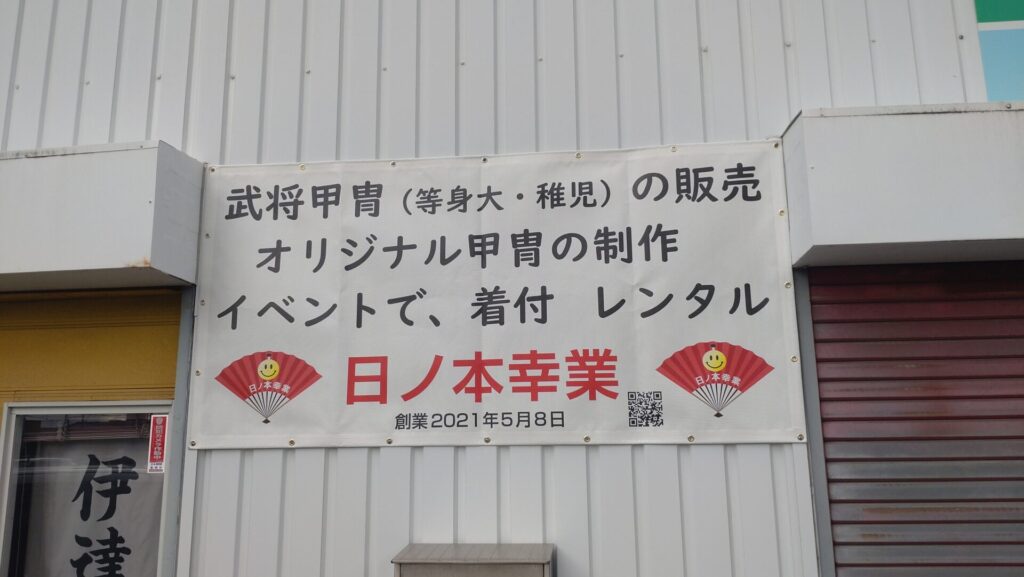 武将甲冑（等身大・稚児）の販売
オリジナル甲冑の制作
イベントで、着付 レンタル
日ノ本幸業
日ノ本幸業
日ノ本幸業
創業2021年5月8日
伊達